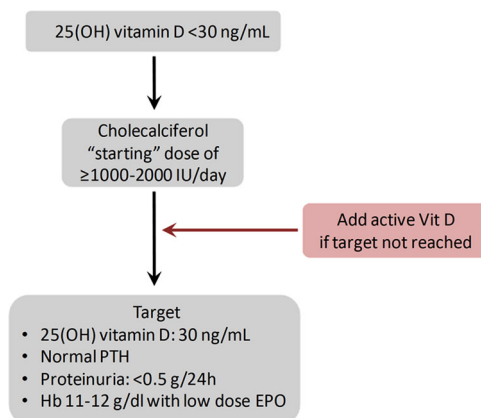 25(OH) vitamin D <30 ng/mL
Cholecalciferol
“starting” dose of
≥1000-2000 IU/day
Add active Vit D
if target not reached
Target
• 25(OH) vitamin D: 30 ng/mL
• Normal PTH
• Proteinuria: <0.5 g/24h
• Hb 11-12 g/dl with low dose EPO